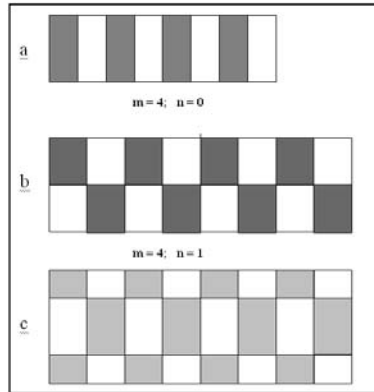 a
m = 4; n = 0
b
m = 4; n = 1
c